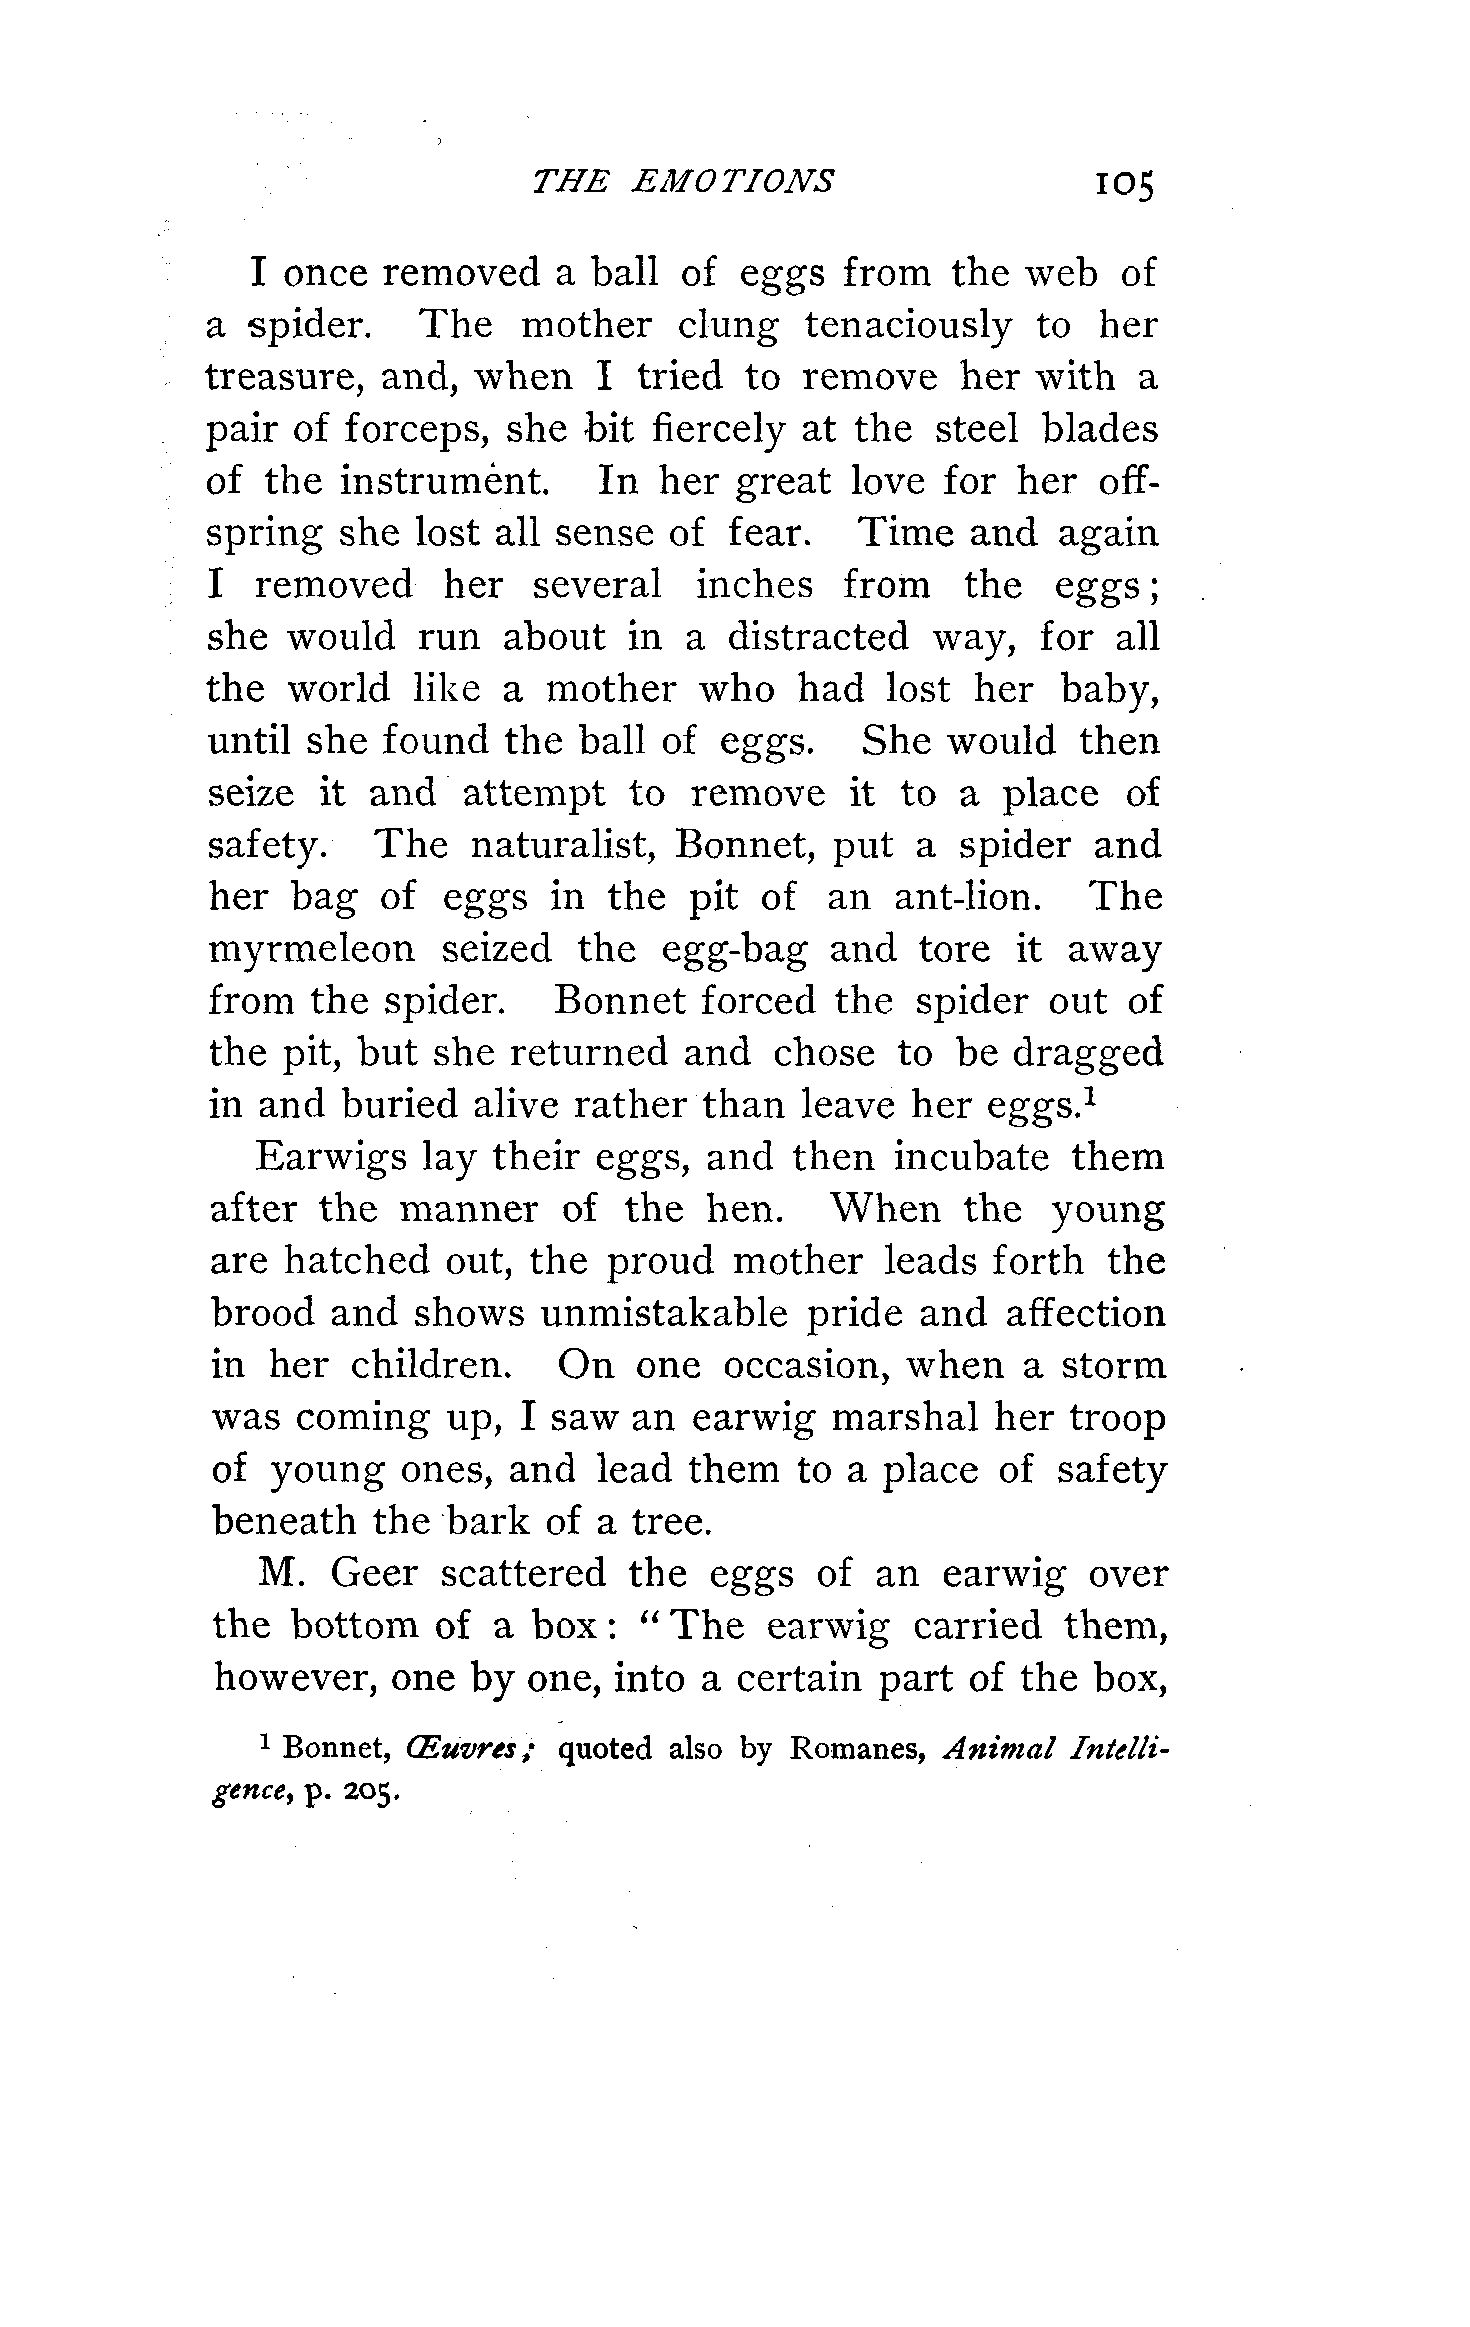 THE EMOTIONS 105
I once removed a ball of eggs from the web of
a spider. The mother clung tenaciously to her
treasure, and, when I tried to remove her with a
pair of forceps, she bit fiercely at the steel blades
of the instrument. In her great love for her off-
spring she lost all sense of fear. Time and again
I removed her several inches from the eggs;
she would run about in a distracted way, for all
the world like a mother who had lost her baby,
until she found the ball of eggs. She would then
seize it and attempt to remove it to a place of
safety. The naturalist, Bonnet, put a spider and
her bag of eggs in the pit of an ant-lion. The
myrmeleon seized the egg-bag and tore it away
from the spider. Bonnet forced the spider out of
the pit, but she returned and chose to be dragged
in and buried alive rather than leave her eggs.¹
Earwigs lay their eggs, and then incubate them
after the manner of the hen. When the young
are hatched out, the proud mother leads forth the
brood and shows unmistakable pride and affection
in her children. On one occasion, when a storm
was coming up, I saw an earwig marshal her troop
of young ones, and lead them to a place of safety
beneath the bark of a tree.
M. Geer scattered the eggs of an earwig over
the bottom of a box: "The earwig carried them,
however, one by one, into a certain part of the box,
¹ Bonnet, Œuvres; quoted also by Romanes, Animal Intelli-
gence, p. 205.